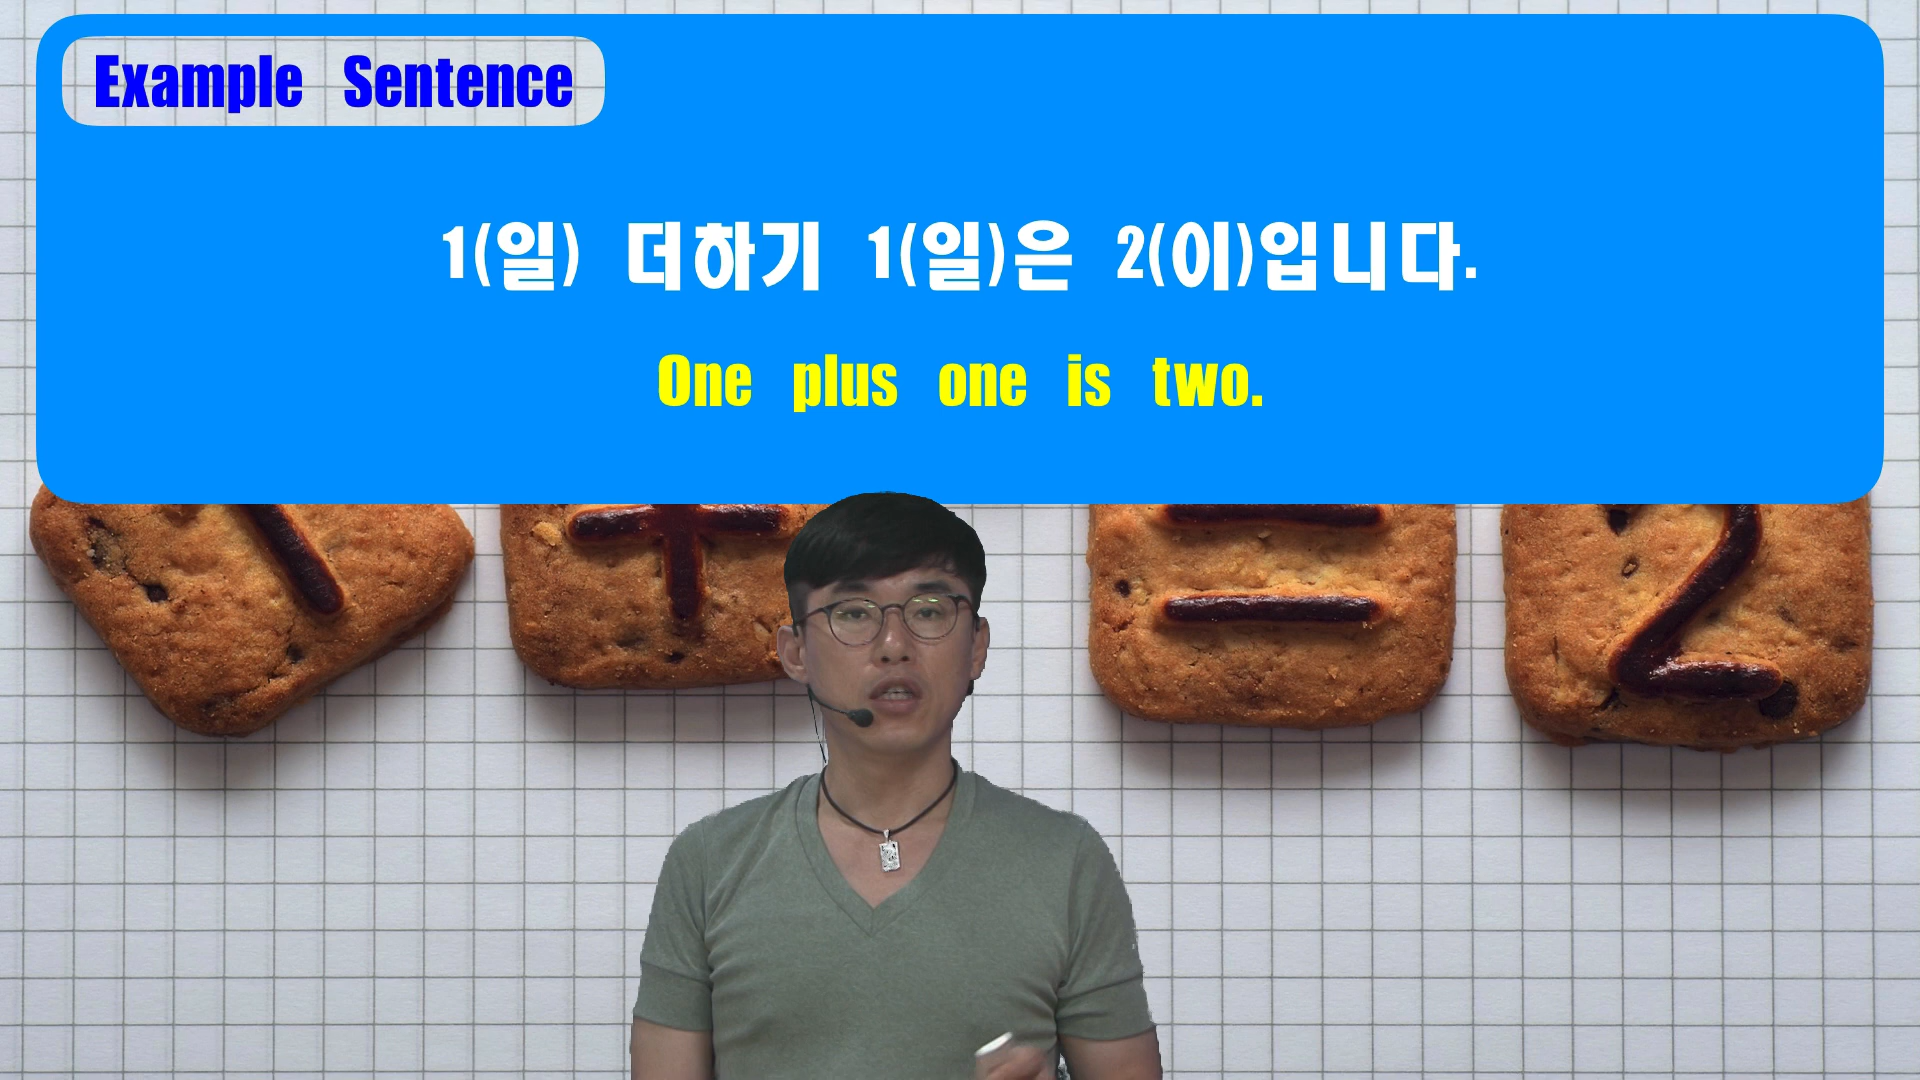 Example Sentence
1(일) 더하기 1(일)은 2(이)입니다.
One plus one is two.
+ = 2